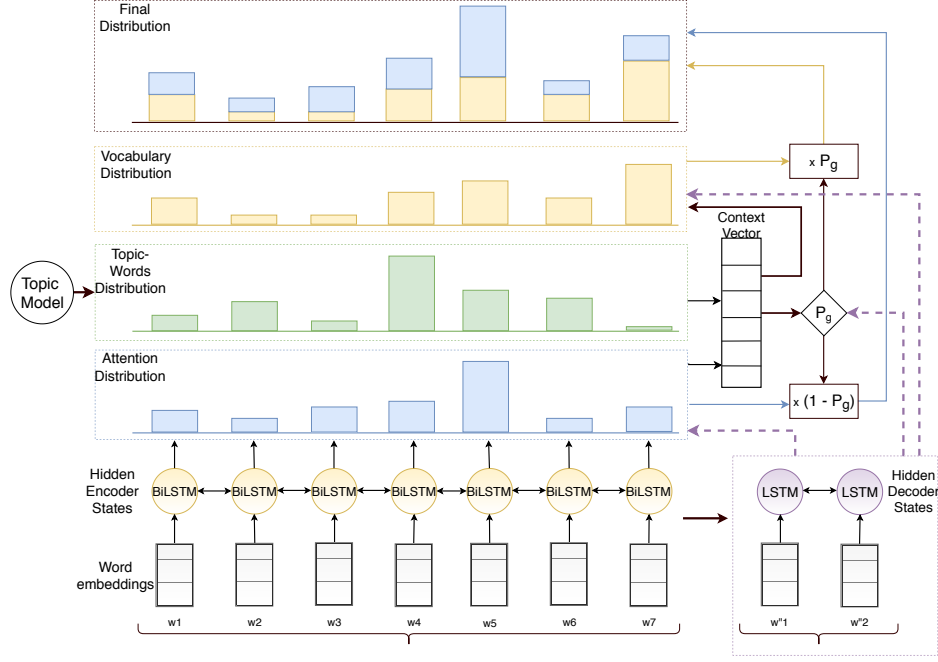 Final
Distribution
Vocabulary
Distribution
x Pg
Context
Vector
Topic-
Words
Distribution
Topic
Model
Pg
Attention
Distribution
x (1 - Pg)
Hidden
Encoder
States
BiLSTM
BiLSTM
BiLSTM
BiLSTM
BiLSTM
BiLSTM
BiLSTM
LSTM
LSTM
Hidden
Decoder
States
Word
embeddings
w1
w2
w3
w4
w5
w6
w7
w"1
w"2